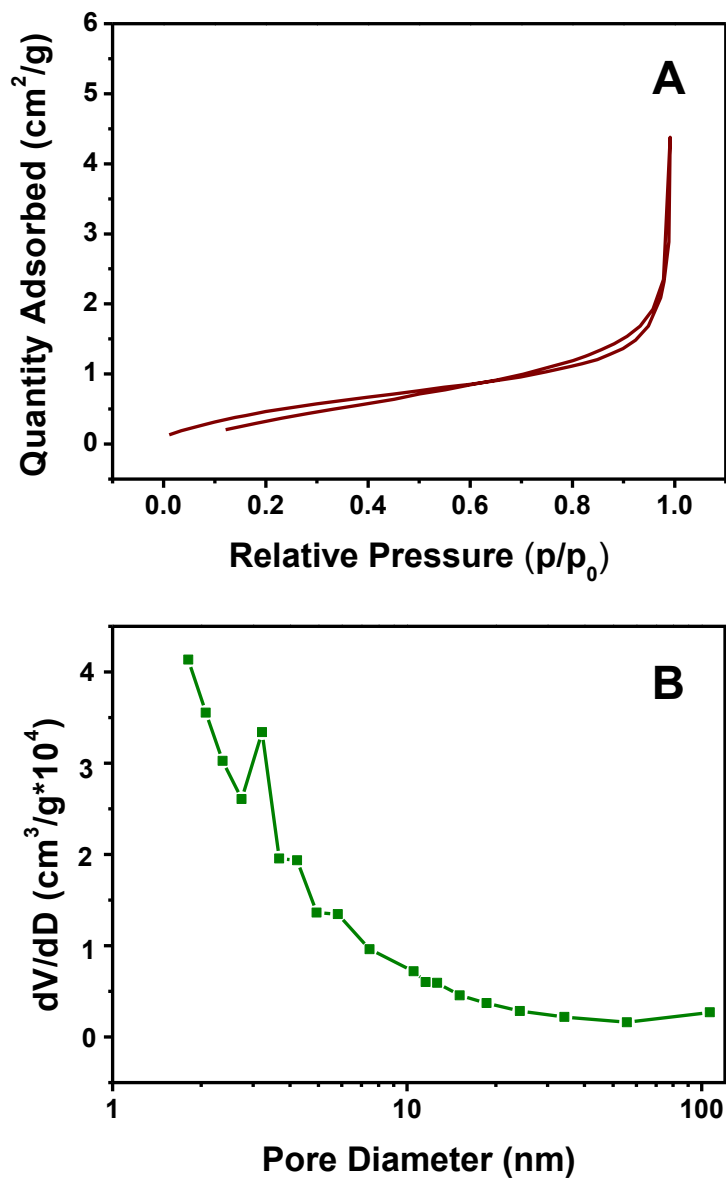 A
Quantity Adsorbed (cm²/g)
6
5
4
3
2
1
0
0.0 0.2 0.4 0.6 0.8 1.0
Relative Pressure (p/p₀)
B
dV/dD (cm³/g*10⁴)
4
3
2
1
0
1 10 100
Pore Diameter (nm)